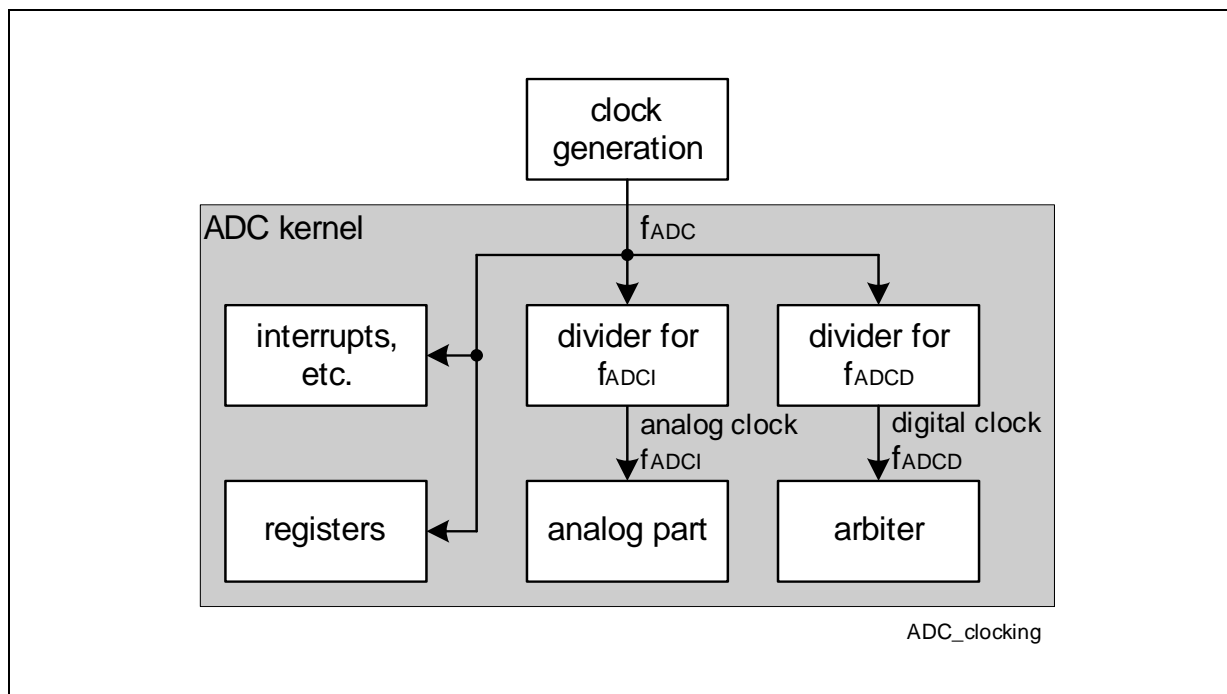 clock
generation
ADC kernel
fADC
interrupts,
etc.
divider for
fADCI
divider for
fADCD
analog clock
fADCI
digital clock
fADCD
registers
analog part
arbiter
ADC_clocking